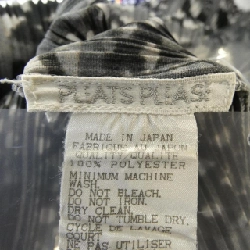 PLEATS PLEASE
MADE IN JAPAN
FABRIQUE AU JAPON
QUALITY QUALITE
100% POLYESTER
MINIMUM MACHINE
WASH.
DO NOT BLEACH.
DO NOT IRON.
DRY CLEAN
DO NOT TUMBLE DRY.
CYCLE DE LAVAGE
COURT
NE PAS UTILISER